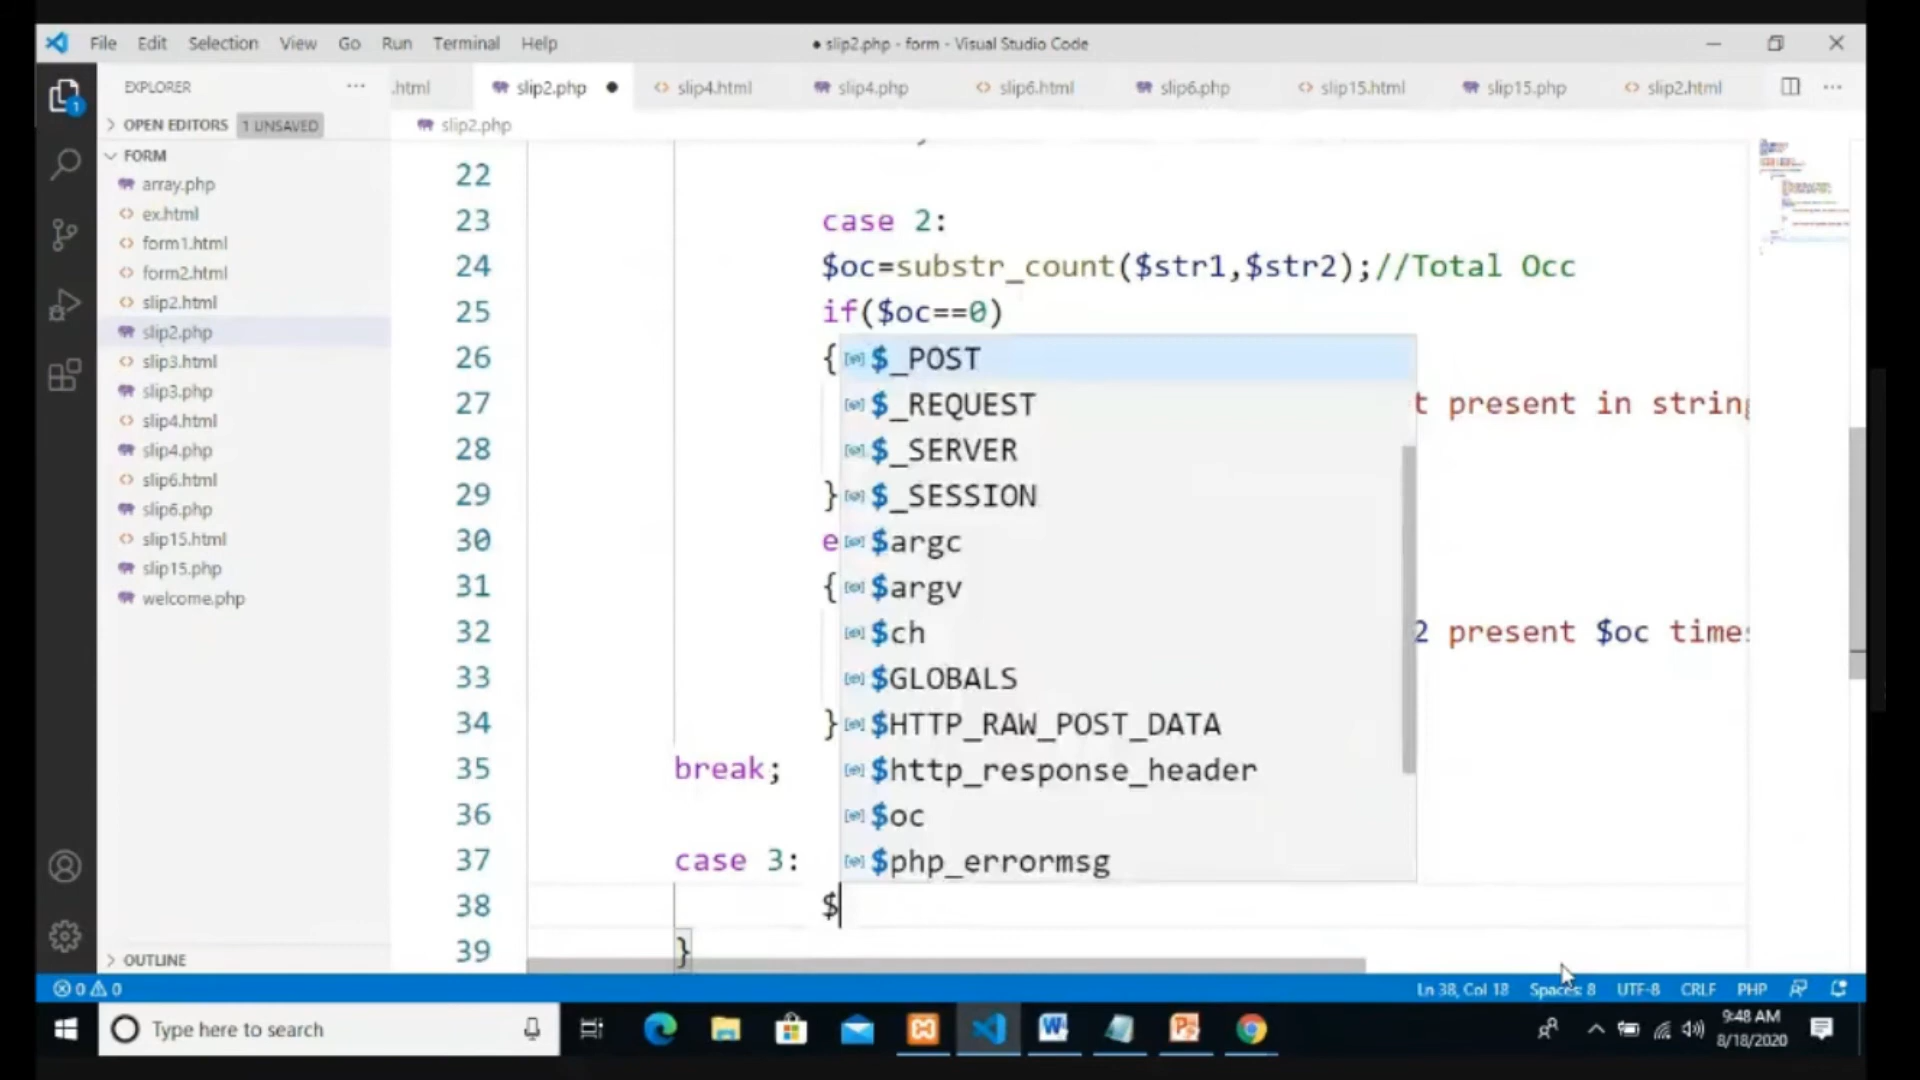 File Edit Selection View Go Run Terminal Help
● slip2.php - form - Visual Studio Code
EXPLORER
.html slip2.php ● slip4.html slip4.php slip6.html slip6.php slip15.html slip15.php slip2.html
OPEN EDITORS 1 UNSAVED
slip2.php
FORM
array.php
ex.html
form1.html
form2.html
slip2.html
slip2.php
slip3.html
slip3.php
slip4.html
slip4.php
slip6.html
slip6.php
slip15.html
slip15.php
welcome.php
OUTLINE
22
23 case 2:
24 $oc=substr_count($str1,$str2);//Total Occ
25 if($oc==0)
26 {
27 t present in string
28
29 }
30 e
31 {
32 2 present $oc times
33
34 }
35 break;
36
37 case 3:
38 $
39 }
$_POST
$_REQUEST
$_SERVER
$_SESSION
$argc
$argv
$ch
$GLOBALS
$HTTP_RAW_POST_DATA
$http_response_header
$oc
$php_errormsg
1
0 0
Ln 38, Col 18 Spaces: 8 UTF-8 CRLF PHP
Type here to search
9:48 AM
8/18/2020